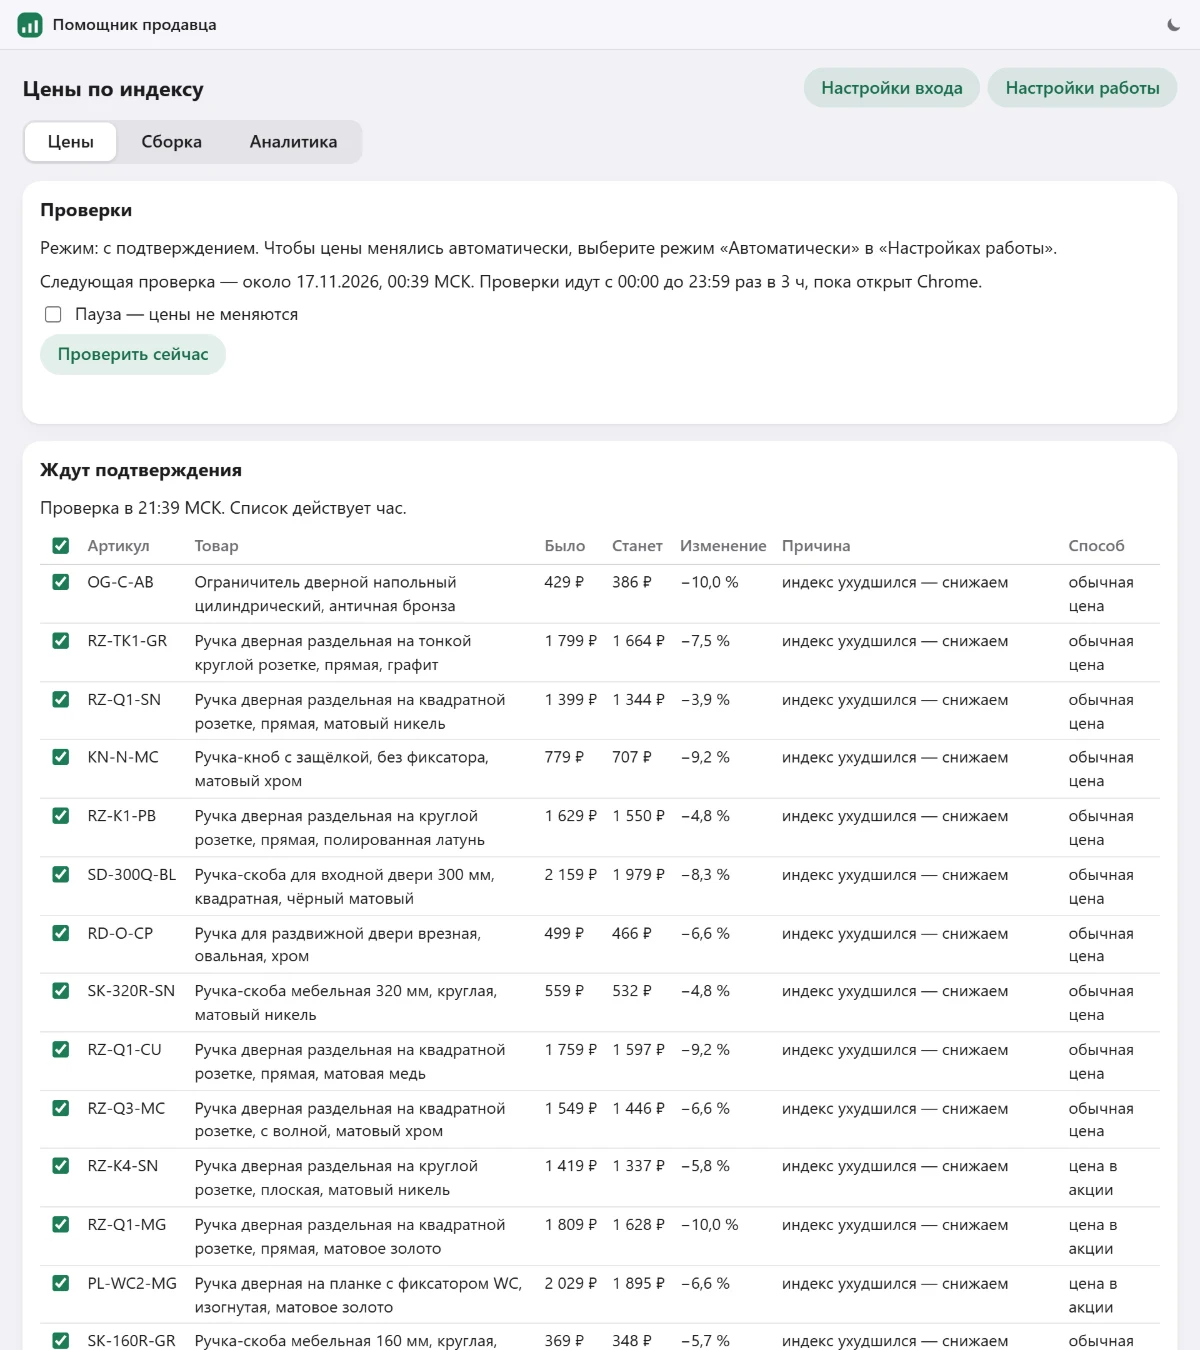 Помощник продавца
Цены по индексу
Настройки входа
Настройки работы
Цены
Сборка
Аналитика
Проверки
Режим: с подтверждением. Чтобы цены менялись автоматически, выберите режим «Автоматически» в «Настройках работы».
Следующая проверка — около 17.11.2026, 00:39 МСК. Проверки идут с 00:00 до 23:59 раз в 3 ч, пока открыт Chrome.
Пауза — цены не меняются
Проверить сейчас
Ждут подтверждения
Проверка в 21:39 МСК. Список действует час.
Артикул Товар Было Станет Изменение Причина Способ
OG-C-AB Ограничитель дверной напольный 429 ₽ 386 ₽ −10,0 % индекс ухудшился — снижаем обычная
цилиндрический, античная бронза цена
RZ-TK1-GR Ручка дверная раздельная на тонкой 1 799 ₽ 1 664 ₽ −7,5 % индекс ухудшился — снижаем обычная
круглой розетке, прямая, графит цена
RZ-Q1-SN Ручка дверная раздельная на квадратной 1 399 ₽ 1 344 ₽ −3,9 % индекс ухудшился — снижаем обычная
розетке, прямая, матовый никель цена
KN-N-MC Ручка-кноб с защёлкой, без фиксатора, 779 ₽ 707 ₽ −9,2 % индекс ухудшился — снижаем обычная
матовый хром цена
RZ-K1-PB Ручка дверная раздельная на круглой 1 629 ₽ 1 550 ₽ −4,8 % индекс ухудшился — снижаем обычная
розетке, прямая, полированная латунь цена
SD-300Q-BL Ручка-скоба для входной двери 300 мм, 2 159 ₽ 1 979 ₽ −8,3 % индекс ухудшился — снижаем обычная
квадратная, чёрный матовый цена
RD-O-CP Ручка для раздвижной двери врезная, 499 ₽ 466 ₽ −6,6 % индекс ухудшился — снижаем обычная
овальная, хром цена
SK-320R-SN Ручка-скоба мебельная 320 мм, круглая, 559 ₽ 532 ₽ −4,8 % индекс ухудшился — снижаем обычная
матовый никель цена
RZ-Q1-CU Ручка дверная раздельная на квадратной 1 759 ₽ 1 597 ₽ −9,2 % индекс ухудшился — снижаем обычная
розетке, прямая, матовая медь цена
RZ-Q3-MC Ручка дверная раздельная на квадратной 1 549 ₽ 1 446 ₽ −6,6 % индекс ухудшился — снижаем обычная
розетке, с волной, матовый хром цена
RZ-K4-SN Ручка дверная раздельная на круглой 1 419 ₽ 1 337 ₽ −5,8 % индекс ухудшился — снижаем цена в
розетке, плоская, матовый никель акции
RZ-Q1-MG Ручка дверная раздельная на квадратной 1 809 ₽ 1 628 ₽ −10,0 % индекс ухудшился — снижаем цена в
розетке, прямая, матовое золото акции
PL-WC2-MG Ручка дверная на планке с фиксатором WC, 2 029 ₽ 1 895 ₽ −6,6 % индекс ухудшился — снижаем цена в
изогнутая, матовое золото акции
SK-160R-GR Ручка-скоба мебельная 160 мм, круглая, 369 ₽ 348 ₽ −5,7 % индекс ухудшился — снижаем обычная